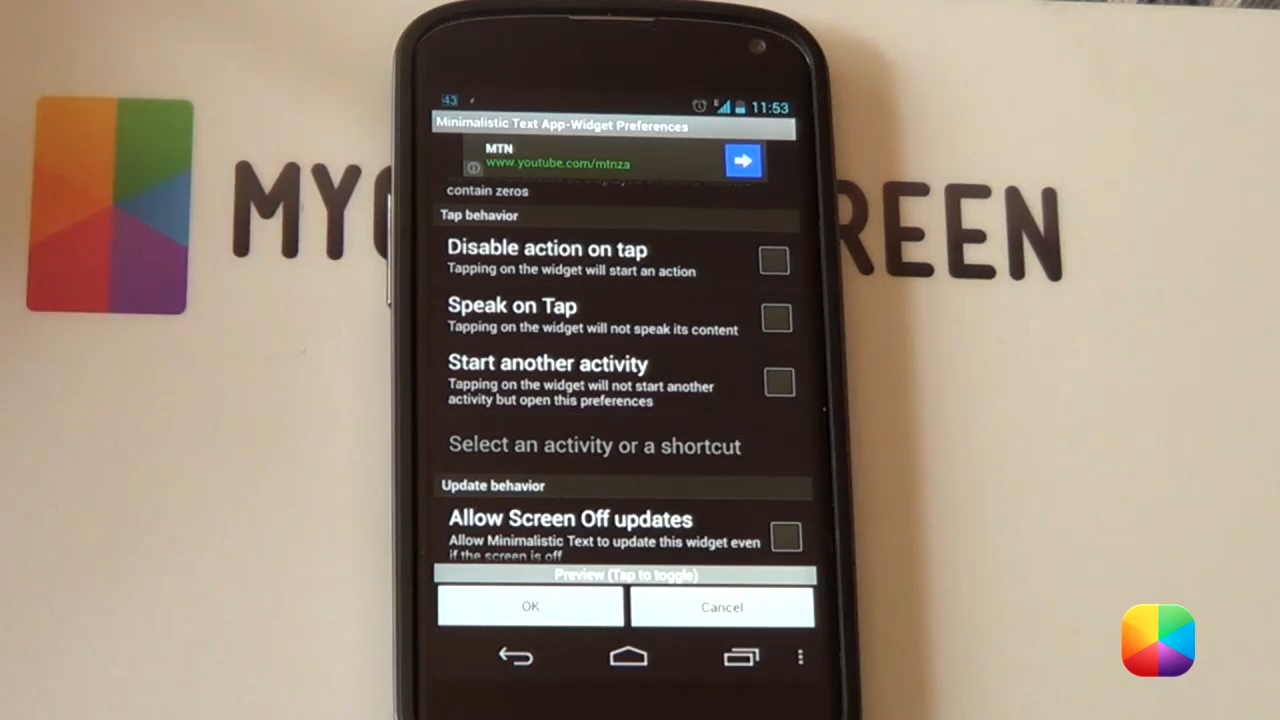 43
11:53
Minimalistic Text App-Widget Preferences
MTN
www.youtube.com/mtnza
contain zeros
Tap behavior
MY
REEN
Disable action on tap
Tapping on the widget will start an action
Speak on Tap
Tapping on the widget will not speak its content
Start another activity
Tapping on the widget will not start another
activity but open this preferences
Select an activity or a shortcut
Update behavior
Allow Screen Off updates
Allow Minimalistic Text to update this widget even
if the screen is off
Preview (Tap to toggle)
OK
Cancel